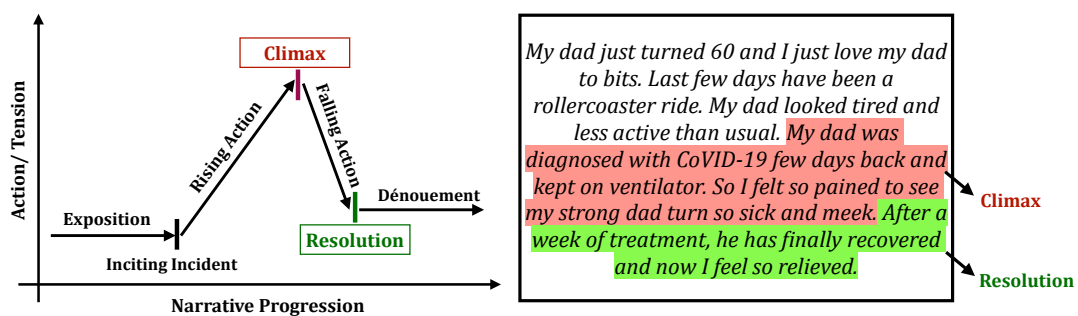 Action/ Tension
Climax
Rising Action
Falling Action
Exposition
Inciting Incident
Resolution
Dénouement
Narrative Progression
My dad just turned 60 and I just love my dad
to bits. Last few days have been a
rollercoaster ride. My dad looked tired and
less active than usual. My dad was
diagnosed with CoVID-19 few days back and
kept on ventilator. So I felt so pained to see
my strong dad turn so sick and meek. After a
week of treatment, he has finally recovered
and now I feel so relieved.
Climax
Resolution